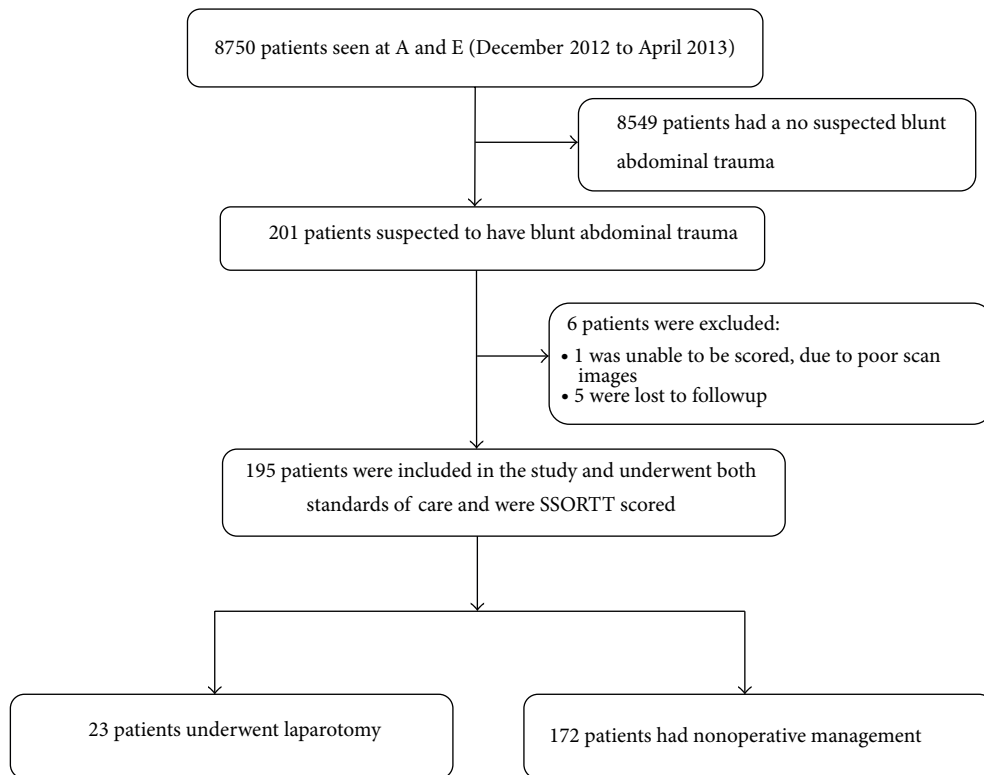 8750 patients seen at A and E (December 2012 to April 2013)
8549 patients had a no suspected blunt
abdominal trauma
201 patients suspected to have blunt abdominal trauma
6 patients were excluded:
• 1 was unable to be scored, due to poor scan
images
• 5 were lost to followup
195 patients were included in the study and underwent both
standards of care and were SSORTT scored
23 patients underwent laparotomy
172 patients had nonoperative management